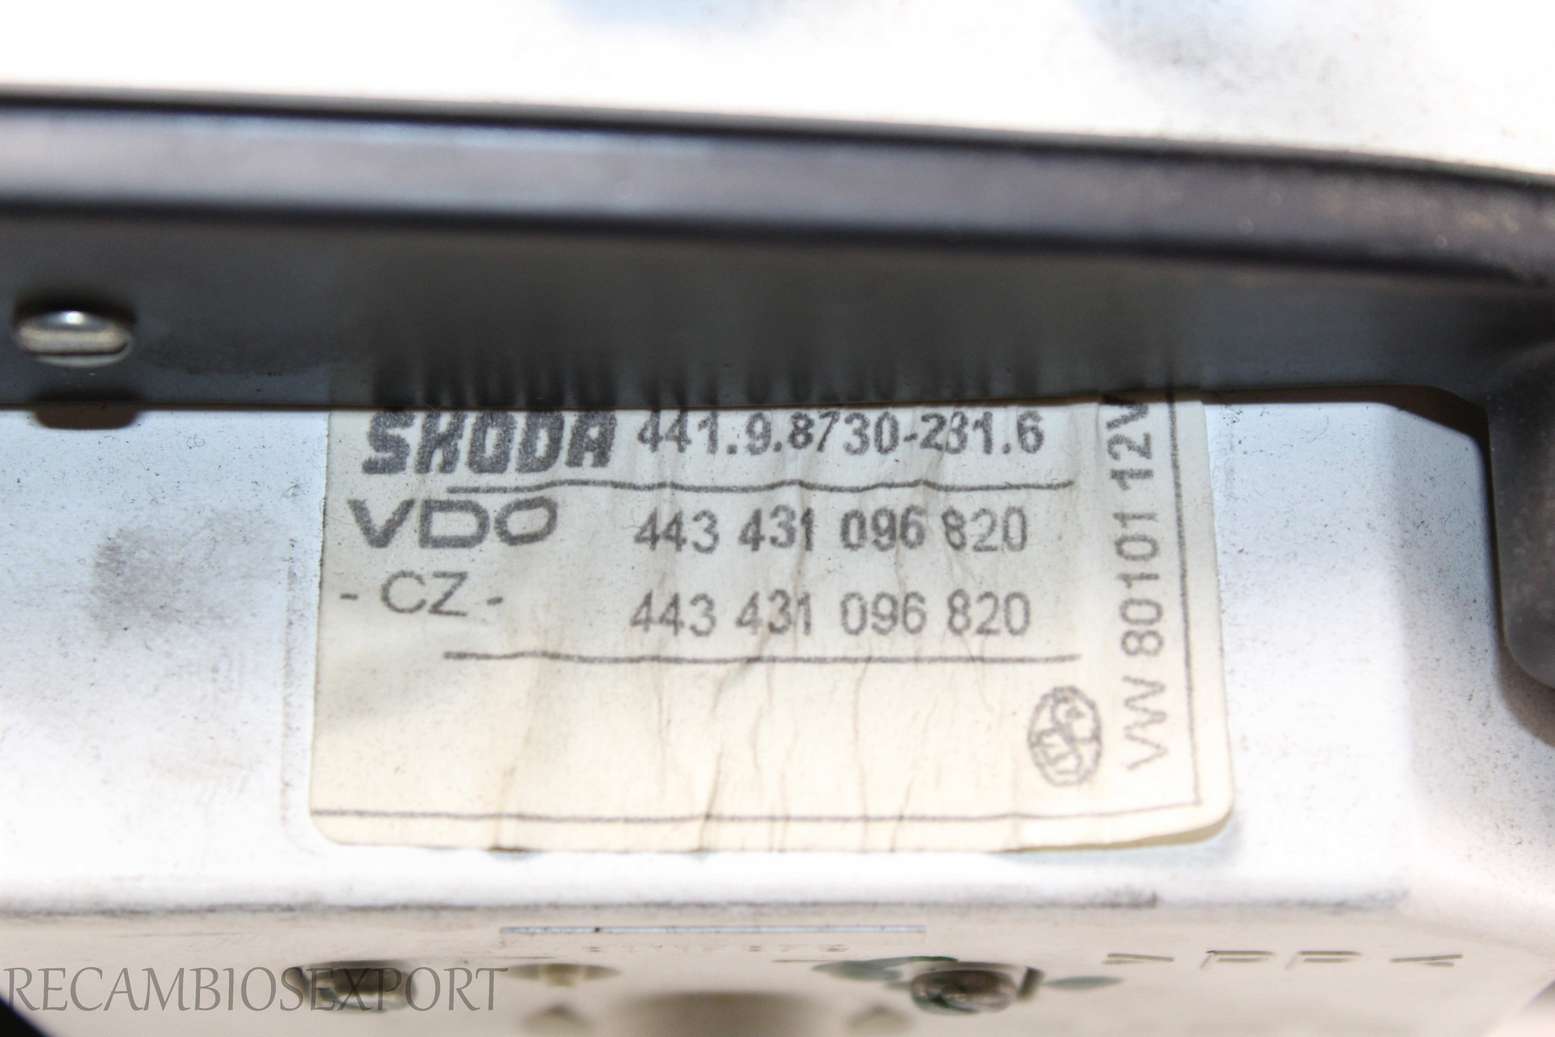 SKODA 441.9.8730-231.6
VDO 443 431 096 820
- CZ - 443 431 096 820
VW 80101 12V
>PP<
RECAMBIOSEXPORT